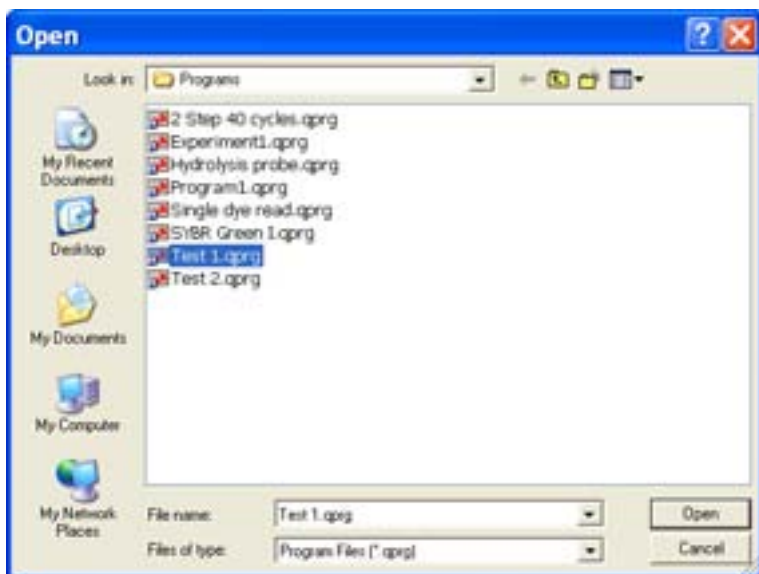 Open
Look in: Programs
2 Step 40 cycles.qprg
Experiment1.qprg
Hydrolysis probe.qprg
Program1.qprg
Single dye read.qprg
SYBR Green 1.qprg
Test 1.qprg
Test 2.qprg
My Recent
Documents
Desktop
My Documents
My Computer
My Network
Places
File name: Test 1.qprg Open
Files of type: Program Files (*.qprg) Cancel